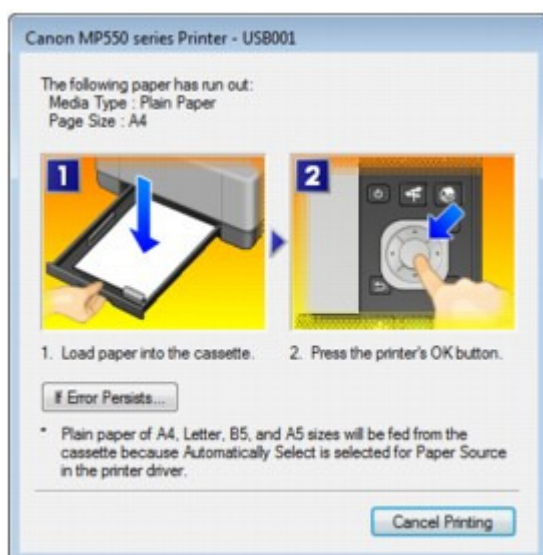 Canon MP550 series Printer - USB001
The following paper has run out:
Media Type : Plain Paper
Page Size : A4
1
2
1. Load paper into the cassette.
2. Press the printer's OK button.
If Error Persists...
* Plain paper of A4, Letter, B5, and A5 sizes will be fed from the
cassette because Automatically Select is selected for Paper Source
in the printer driver.
Cancel Printing